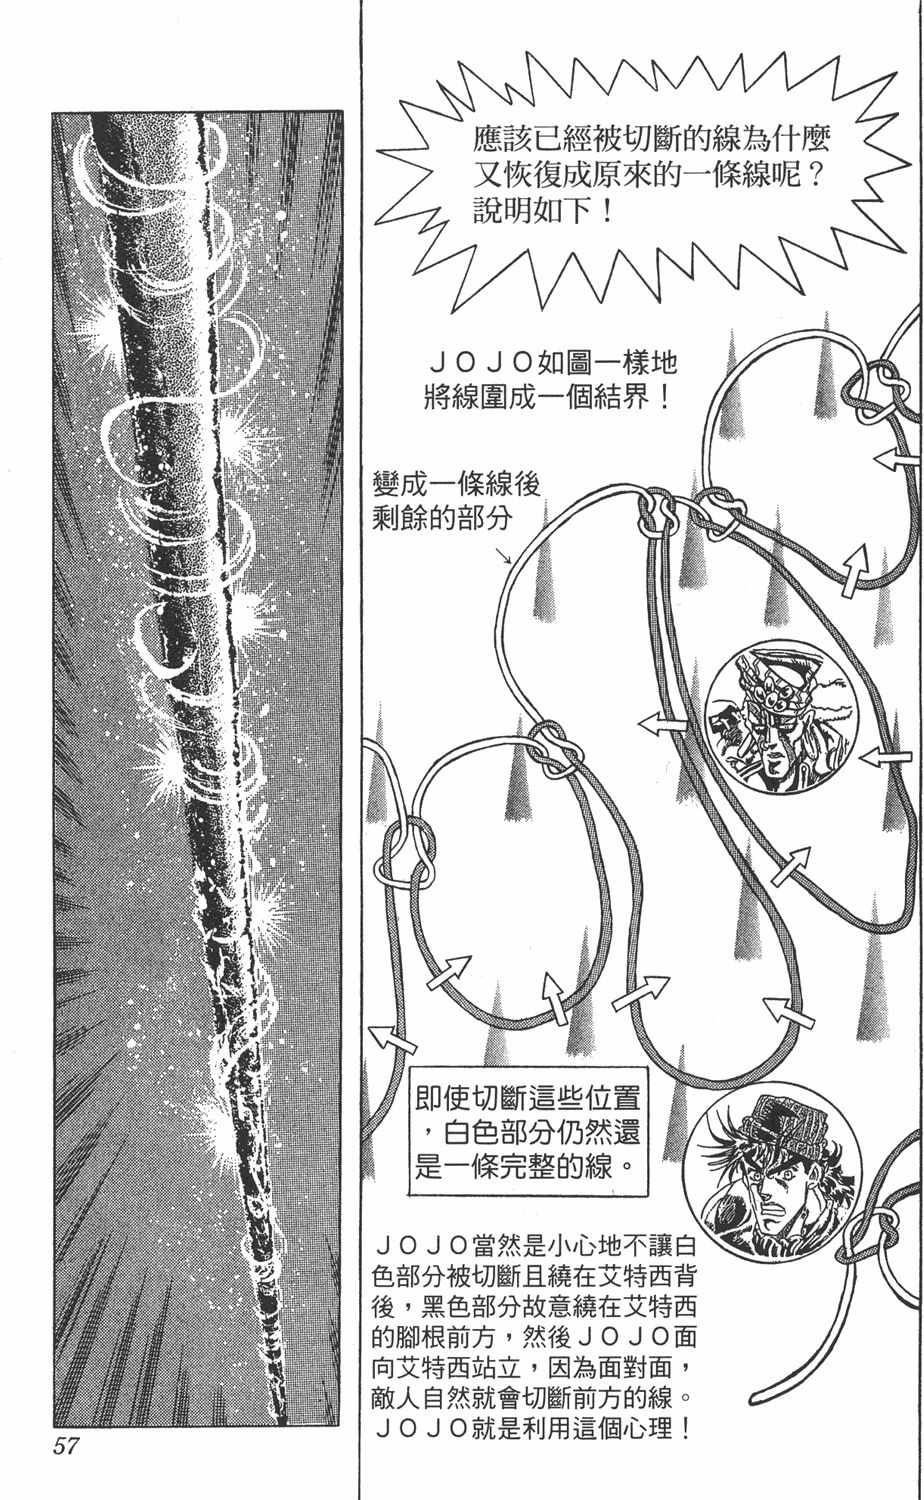 應該已經被切斷的線為什麼
又恢復成原來的一條線呢？
說明如下！
ＪＯＪＯ如圖一樣地
將線圍成一個結界！
變成一條線後
剩餘的部分
即使切斷這些位置
，白色部分仍然還
是一條完整的線。
ＪＯＪＯ當然是小心地不讓白
色部分被切斷且繞在艾特西背
後，黑色部分故意繞在艾特西
的腳根前方，然後ＪＯＪＯ面
向艾特西站立，因為面對面，
敵人自然就會切斷前方的線。
ＪＯＪＯ就是利用這個心理！
57